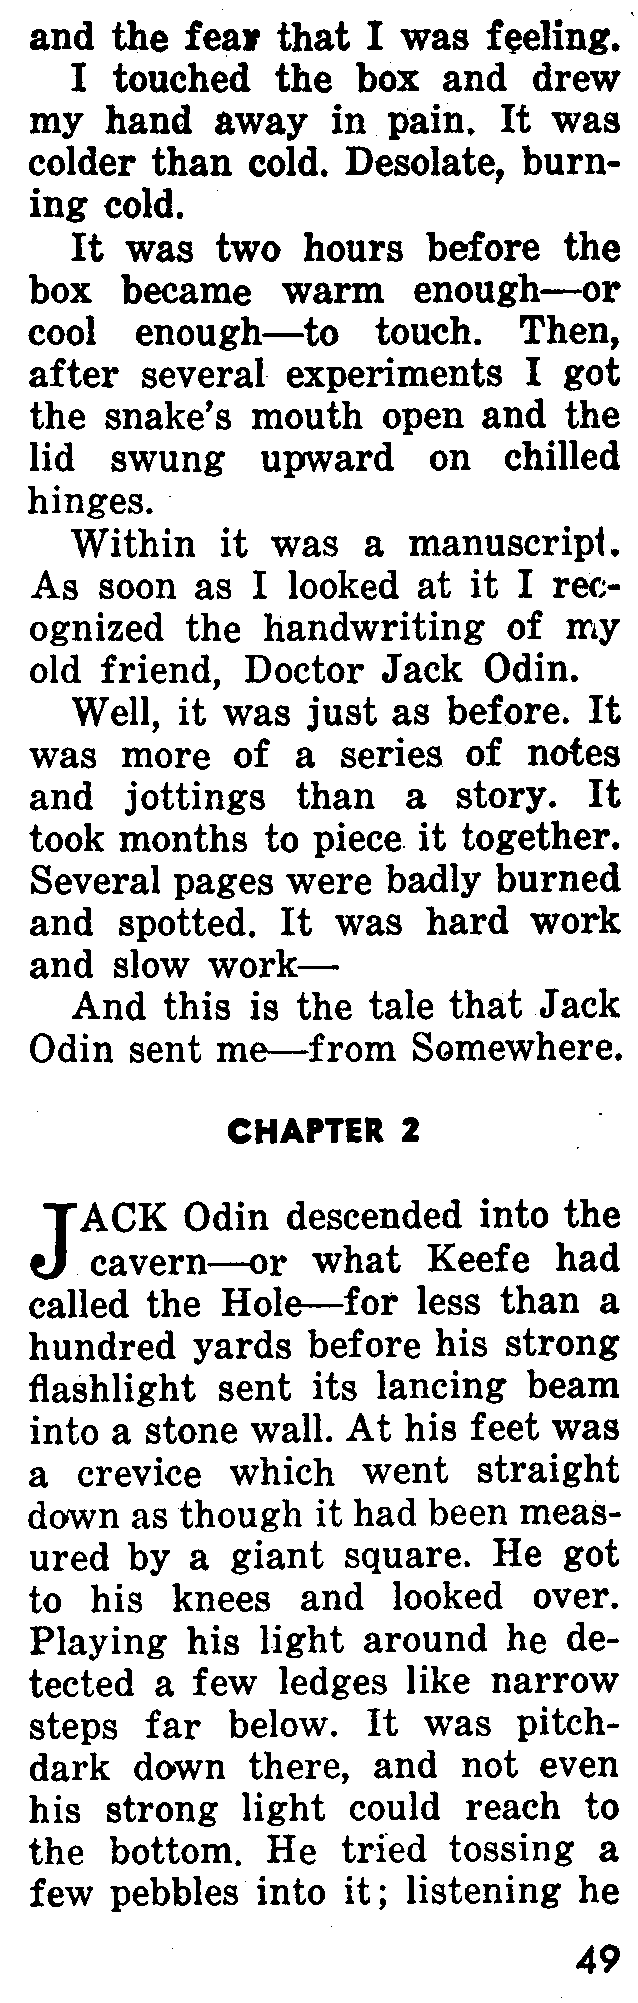 and the fear that I was feeling.
I touched the box and drew
my hand away in pain. It was
colder than cold. Desolate, burn-
ing cold.
It was two hours before the
box became warm enough—or
cool enough—to touch. Then,
after several experiments I got
the snake's mouth open and the
lid swung upward on chilled
hinges.
Within it was a manuscript.
As soon as I looked at it I rec-
ognized the handwriting of my
old friend, Doctor Jack Odin.
Well, it was just as before. It
was more of a series of notes
and jottings than a story. It
took months to piece it together.
Several pages were badly burned
and spotted. It was hard work
and slow work—
And this is the tale that Jack
Odin sent me—from Somewhere.
CHAPTER 2
JACK Odin descended into the
cavern—or what Keefe had
called the Hole—for less than a
hundred yards before his strong
flashlight sent its lancing beam
into a stone wall. At his feet was
a crevice which went straight
down as though it had been meas-
ured by a giant square. He got
to his knees and looked over.
Playing his light around he de-
tected a few ledges like narrow
steps far below. It was pitch-
dark down there, and not even
his strong light could reach to
the bottom. He tried tossing a
few pebbles into it; listening he
49